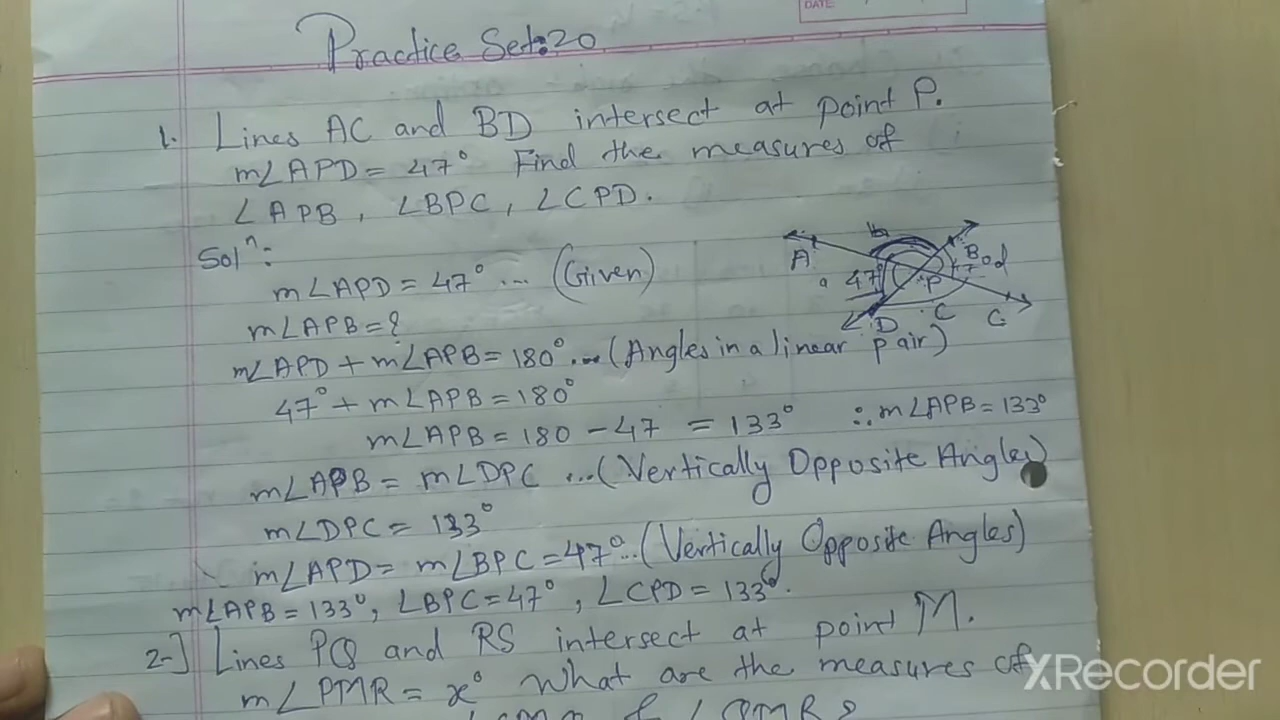 DATE:
Practice Set: 20
1. Lines AC and BD intersect at point P.
m∠APD = 47° Find the measures of
∠APB, ∠BPC, ∠CPD.
Solⁿ:
m∠APD = 47° ... (Given)
m∠APB = ?
A b B d
a 47° P
D C C
m∠APD + m∠APB = 180° ... (Angles in a linear pair)
47° + m∠APB = 180°
m∠APB = 180 - 47 = 133° ∴ m∠APB = 133°
m∠APB = m∠DPC ... (Vertically Opposite Angles)
m∠DPC = 133°
m∠APD = m∠BPC = 47° ... (Vertically Opposite Angles)
m∠APB = 133°, ∠BPC = 47°, ∠CPD = 133°.
2-] Lines PQ and RS intersect at point M.
m∠PMR = x° What are the measures of
XRecorder